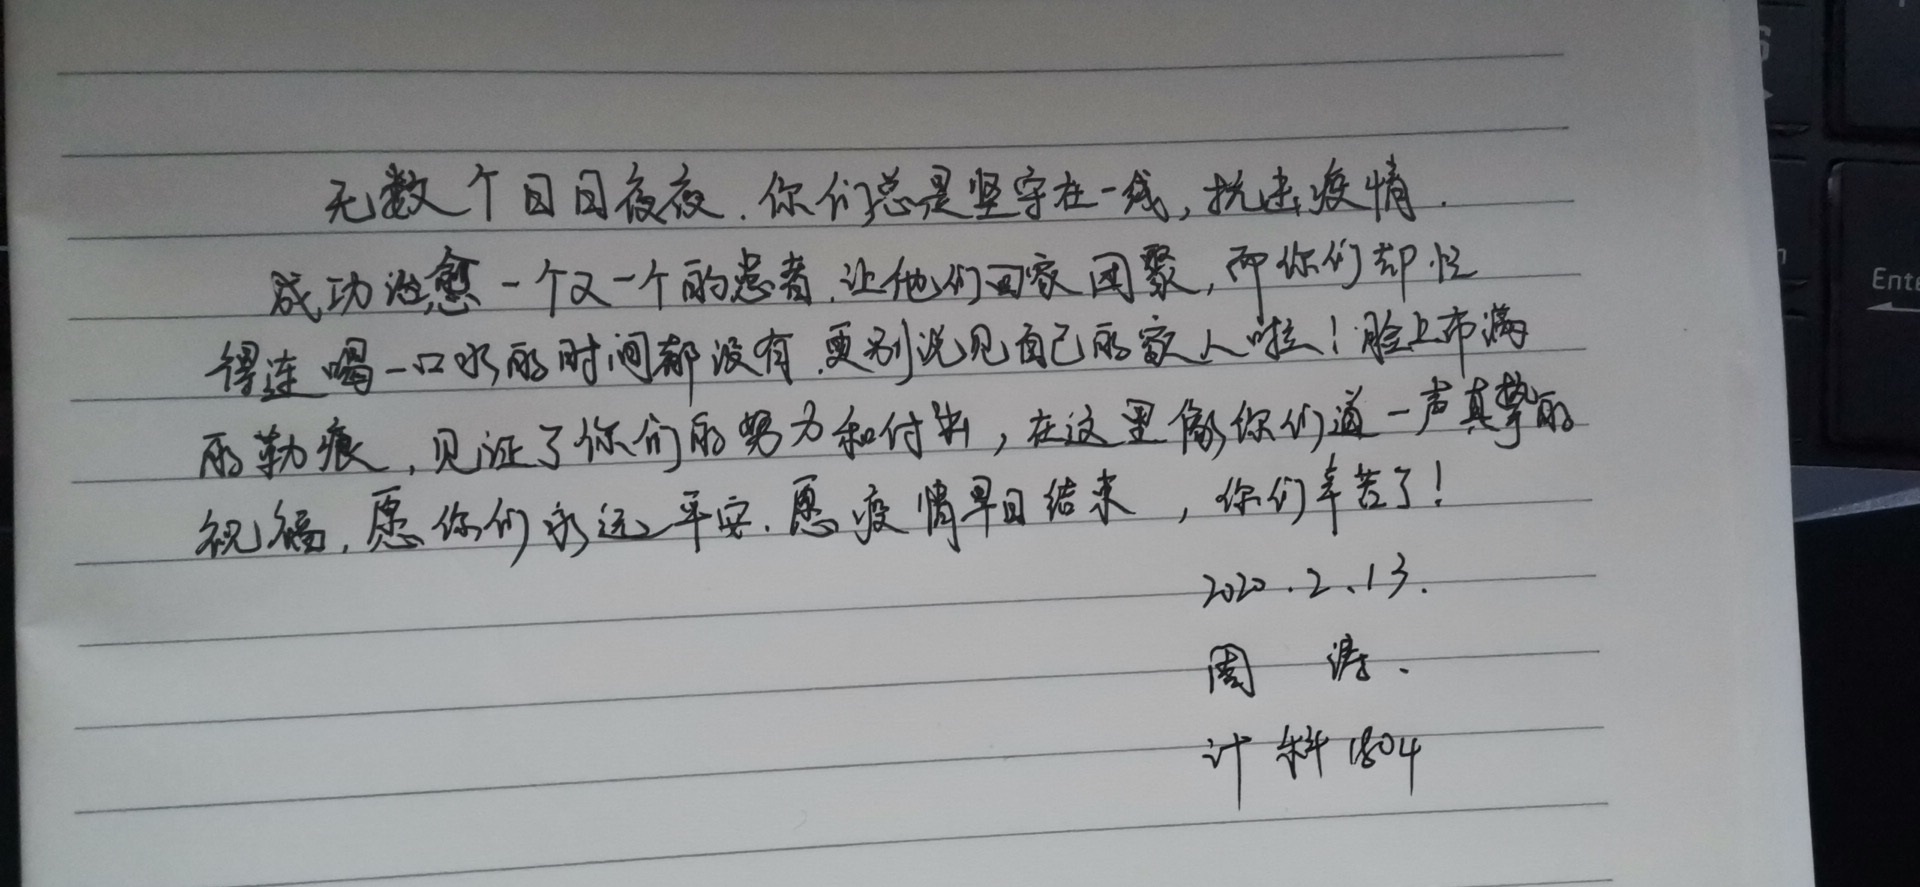 无数个日日夜夜.你们总是坚守在一线,抗击疫情.
成功治愈一个又一个的患者.让他们回家团聚,而你们却忙
得连喝一口水的时间都没有.更别说见自己的家人啦!脸上布满
的勒痕,见证了你们的努力和付出,在这里像你们道一声真挚的
祝福,愿你们永远平安.愿疫情早日结束,你们辛苦了!
2020.2.13.
周 涛.
计科1804
Ente